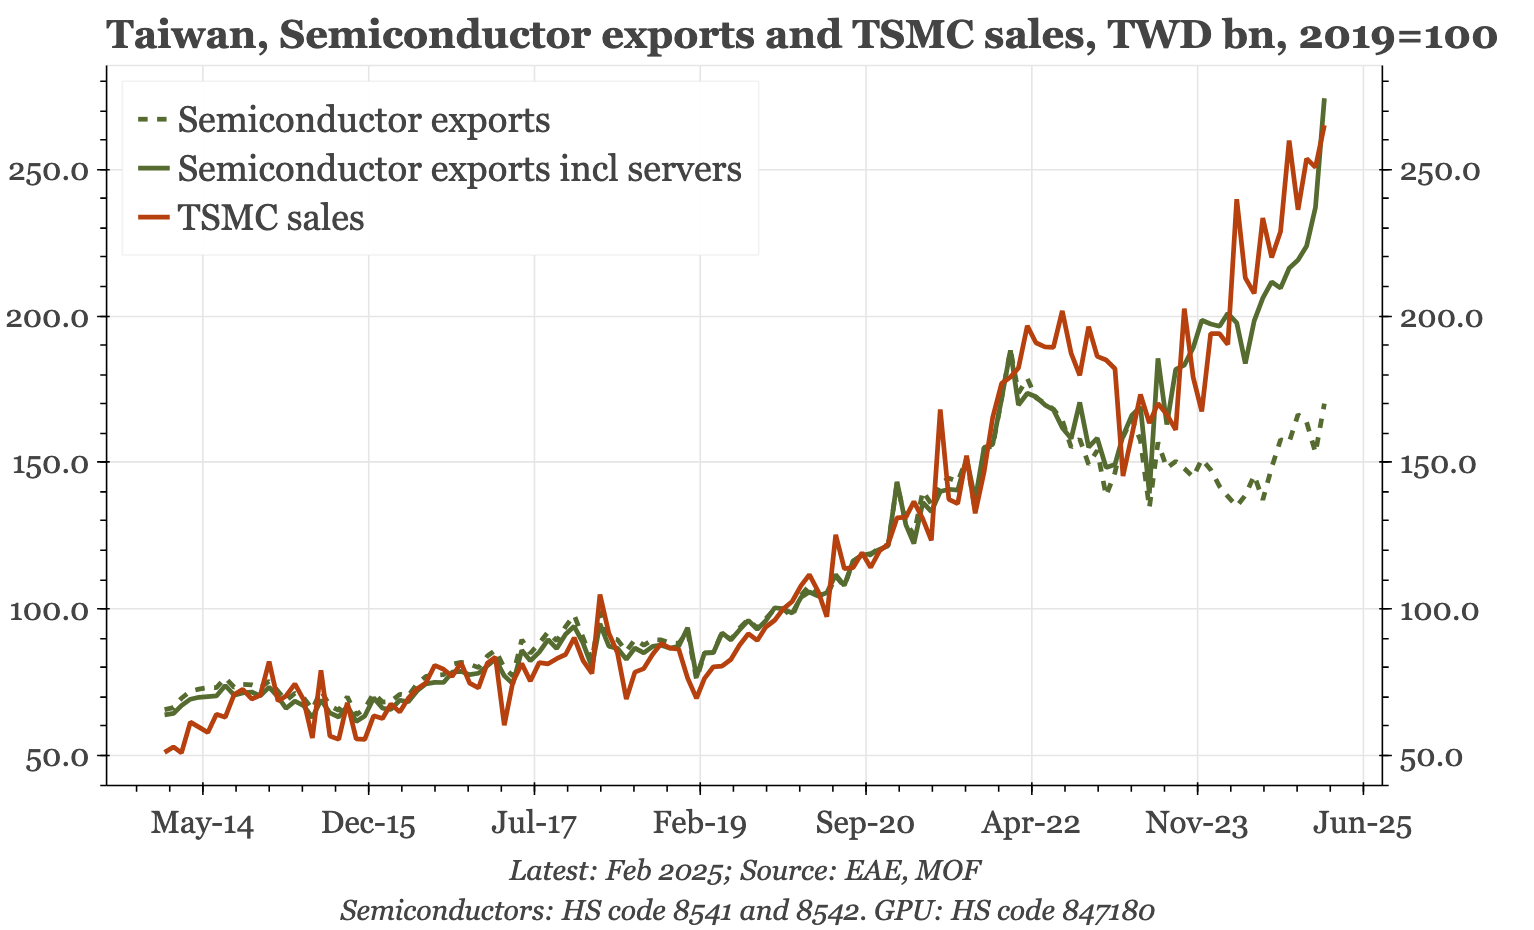 Taiwan, Semiconductor exports and TSMC sales, TWD bn, 2019=100
Semiconductor exports
Semiconductor exports incl servers
TSMC sales
250.0
250.0
200.0
200.0
150.0
150.0
100.0
100.0
50.0
50.0
May-14 Dec-15 Jul-17 Feb-19 Sep-20 Apr-22 Nov-23 Jun-25
Latest: Feb 2025; Source: EAE, MOF
Semiconductors: HS code 8541 and 8542. GPU: HS code 847180